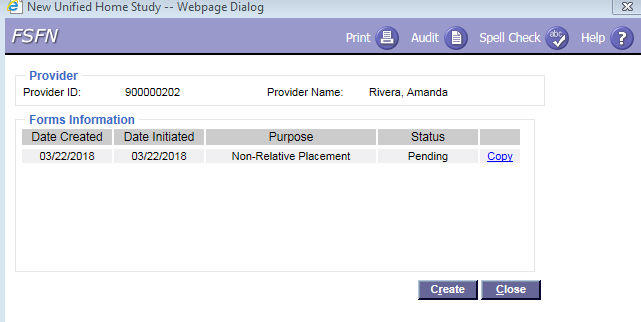 New Unified Home Study -- Webpage Dialog
FSFN Print Audit Spell Check abc Help ?
Provider
Provider ID: 900000202 Provider Name: Rivera, Amanda
Forms Information
Date Created Date Initiated Purpose Status
03/22/2018 03/22/2018 Non-Relative Placement Pending Copy
Create Close